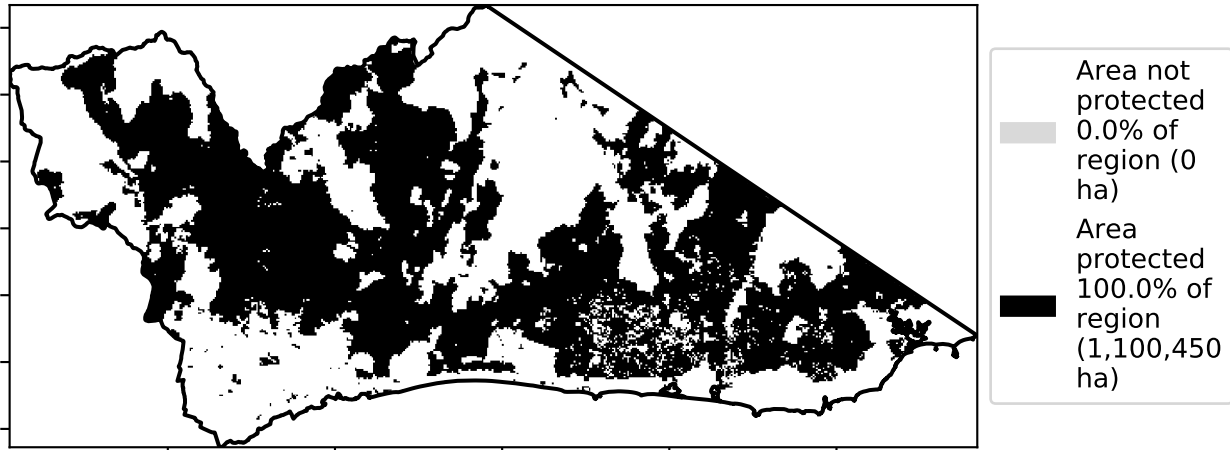 Area not
protected
0.0% of
region (0
ha)
Area
protected
100.0% of
region
(1,100,450
ha)